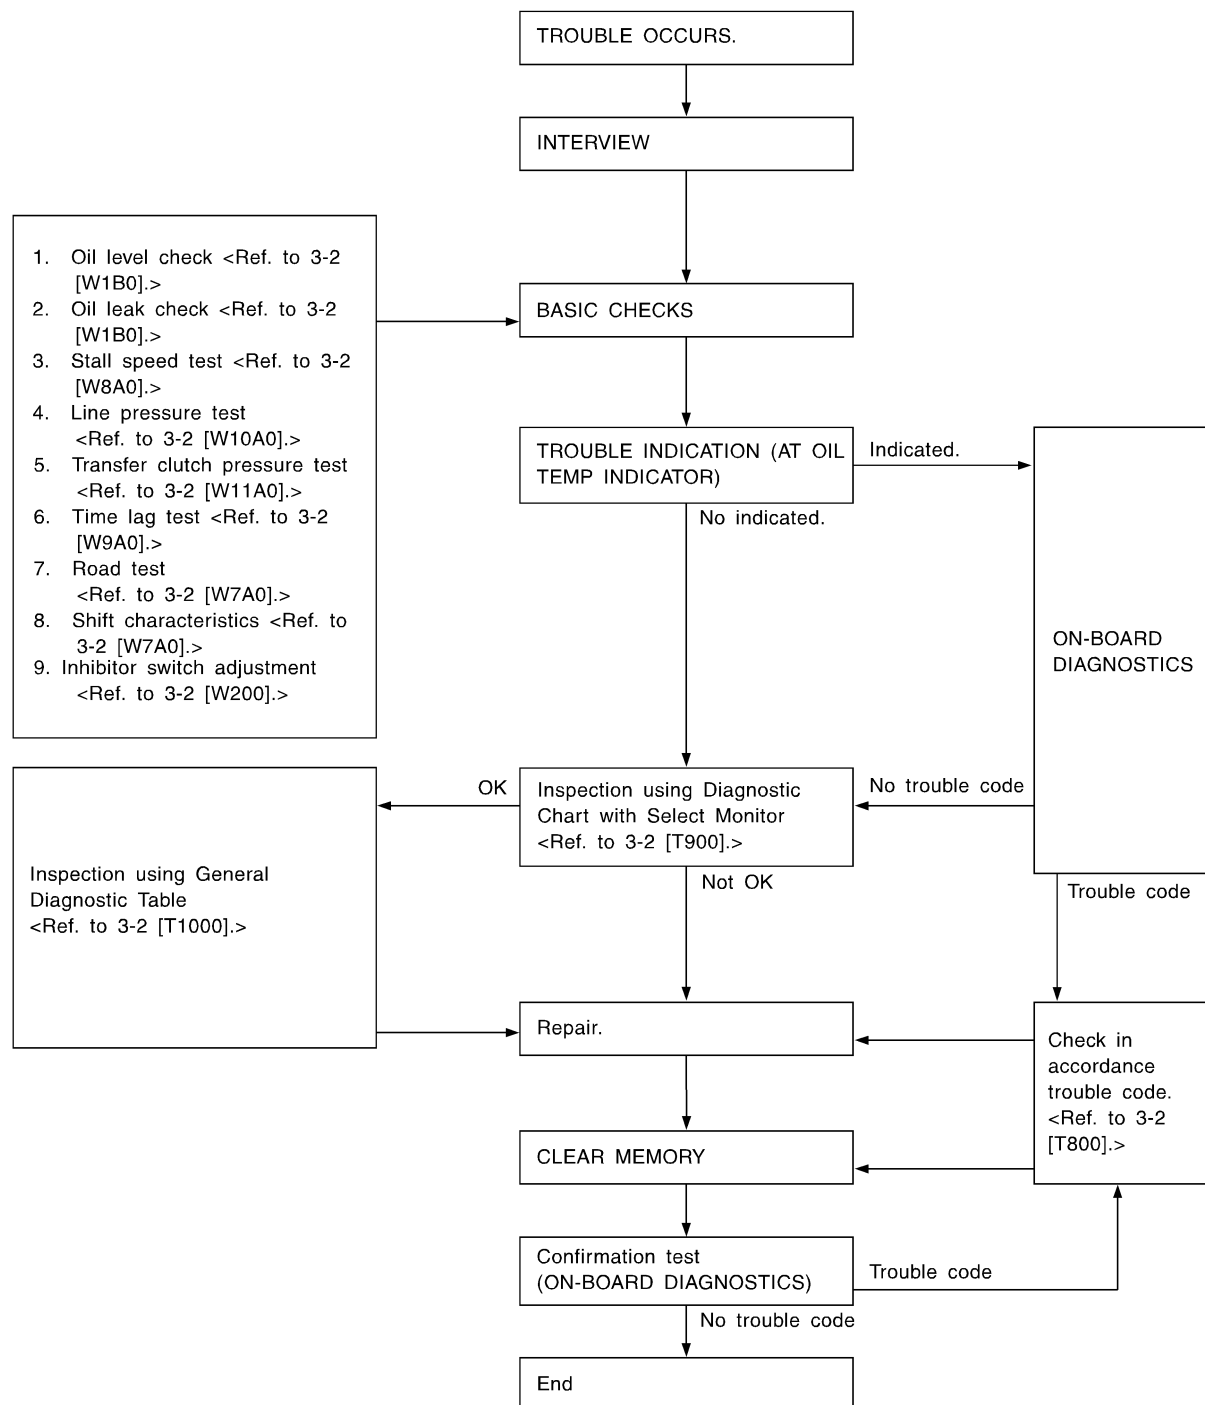 TROUBLE OCCURS.
INTERVIEW
1. Oil level check <Ref. to 3-2
[W1B0].>
2. Oil leak check <Ref. to 3-2
[W1B0].>
3. Stall speed test <Ref. to 3-2
[W8A0].>
4. Line pressure test
<Ref. to 3-2 [W10A0].>
5. Transfer clutch pressure test
<Ref. to 3-2 [W11A0].>
6. Time lag test <Ref. to 3-2
[W9A0].>
7. Road test
<Ref. to 3-2 [W7A0].>
8. Shift characteristics <Ref. to
3-2 [W7A0].>
9. Inhibitor switch adjustment
<Ref. to 3-2 [W200].>
BASIC CHECKS
TROUBLE INDICATION (AT OIL
TEMP INDICATOR)
Indicated.
No indicated.
ON-BOARD
DIAGNOSTICS
No trouble code
Trouble code
Inspection using Diagnostic
Chart with Select Monitor
<Ref. to 3-2 [T900].>
OK
Not OK
Inspection using General
Diagnostic Table
<Ref. to 3-2 [T1000].>
Repair.
Check in
accordance
trouble code.
<Ref. to 3-2
[T800].>
CLEAR MEMORY
Confirmation test
(ON-BOARD DIAGNOSTICS)
Trouble code
No trouble code
End